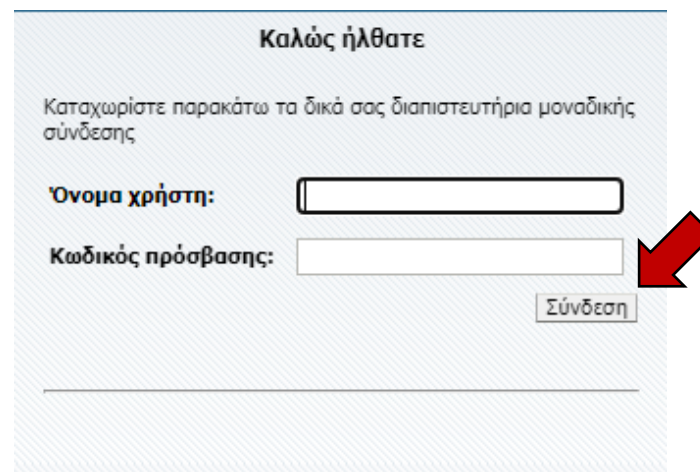 Καλώς ήλθατε
Καταχωρίστε παρακάτω τα δικά σας διαπιστευτήρια μοναδικής
σύνδεσης
Όνομα χρήστη:
Κωδικός πρόσβασης:
Σύνδεση